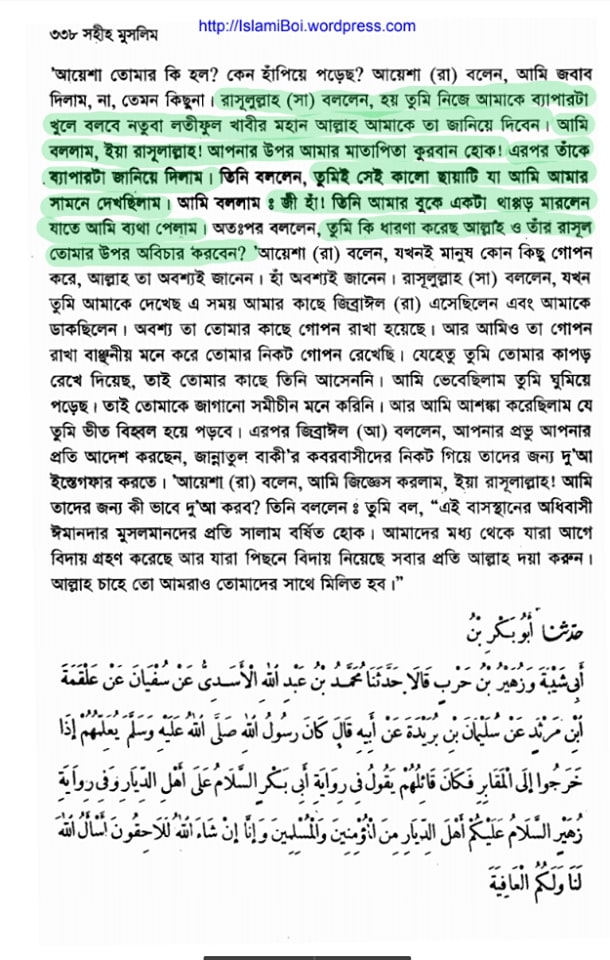 http://IslamiBoi.wordpress.com
৩৩৮ সহীহ মুসলিম
'আয়েশা তোমার কি হল? কেন হাঁপিয়ে পড়েছ? আয়েশা (রা) বলেন, আমি জবাব
দিলাম, না, তেমন কিছুনা। রাসূলুল্লাহ (সা) বললেন, হয় তুমি নিজে আমাকে ব্যাপারটা
খুলে বলবে নতুবা লতীফুল খাবীর মহান আল্লাহ আমাকে তা জানিয়ে দিবেন। আমি
বললাম, ইয়া রাসূলাল্লাহ! আপনার উপর আমার মাতাপিতা কুরবান হোক! এরপর তাঁকে
ব্যাপারটা জানিয়ে দিলাম। তিনি বললেন, তুমিই সেই কালো ছায়াটি যা আমি আমার
সামনে দেখছিলাম। আমি বললাম ঃ জী হাঁ! তিনি আমার বুকে একটা থাপ্পড় মারলেন
যাতে আমি ব্যথা পেলাম। অতঃপর বললেন, তুমি কি ধারণা করেছ আল্লাহ ও তাঁর রাসূল
তোমার উপর অবিচার করবেন? 'আয়েশা (রা) বলেন, যখনই মানুষ কোন কিছু গোপন
করে, আল্লাহ তা অবশ্যই জানেন। হাঁ অবশ্যই জানেন। রাসূলুল্লাহ (সা) বললেন, যখন
তুমি আমাকে দেখেছ এ সময় আমার কাছে জিব্রাঈল (রা) এসেছিলেন এবং আমাকে
ডাকছিলেন। অবশ্য তা তোমার কাছে গোপন রাখা হয়েছে। আর আমিও তা গোপন
রাখা বাঞ্ছনীয় মনে করে তোমার নিকট গোপন রেখেছি। যেহেতু তুমি তোমার কাপড়
রেখে দিয়েছ, তাই তোমার কাছে তিনি আসেননি। আমি ভেবেছিলাম তুমি ঘুমিয়ে
পড়েছ। তাই তোমাকে জাগানো সমীচীন মনে করিনি। আর আমি আশঙ্কা করেছিলাম যে
তুমি ভীত বিহ্বল হয়ে পড়বে। এরপর জিব্রাঈল (আ) বললেন, আপনার প্রভু আপনার
প্রতি আদেশ করছেন, জান্নাতুল বাকী'র কবরবাসীদের নিকট গিয়ে তাদের জন্য দু'আ
ইস্তেগফার করতে। 'আয়েশা (রা) বলেন, আমি জিজ্ঞেস করলাম, ইয়া রাসূলাল্লাহ! আমি
তাদের জন্য কী ভাবে দু'আ করব? তিনি বললেন ঃ তুমি বল, “এই বাসস্থানের অধিবাসী
ঈমানদার মুসলমানদের প্রতি সালাম বর্ষিত হোক। আমাদের মধ্য থেকে যারা আগে
বিদায় গ্রহণ করেছে আর যারা পিছনে বিদায় নিয়েছে সবার প্রতি আল্লাহ দয়া করুন।
আল্লাহ চাহে তো আমরাও তোমাদের সাথে মিলিত হব।”
حدثنا أَبُو بَكْرِ بْنُ
أَبِي شَيْبَةَ وَزُهَيْرُ بْنُ حَرْبٍ قَالَا حَدَّثَنَا مُحَمَّدُ بْنُ عَبْدِ اللهِ الْأَسَدِيُّ عَنْ سُفْيَانَ عَنْ عَلْقَمَةَ
ابْنِ مَرْثَدٍ عَنْ سُلَيْمَانَ بْنِ بُرَيْدَةَ عَنْ أَبِيهِ قَالَ كَانَ رَسُولُ اللهِ صَلَّى اللهُ عَلَيْهِ وَسَلَّمَ يُعَلِّمُهُمْ إِذَا
خَرَجُوا إِلَى الْمَقَابِرِ فَكَانَ قَائِلُهُمْ يَقُولُ فِي رِوَايَةِ أَبِي بَكْرٍ السَّلَامُ عَلَى أَهْلِ الدِّيَارِ وَفِي رِوَايَةِ
زُهَيْرٍ السَّلَامُ عَلَيْكُمْ أَهْلَ الدِّيَارِ مِنَ الْمُؤْمِنِينَ وَالْمُسْلِمِينَ وَإِنَّا إِنْ شَاءَ اللهُ لَلَاحِقُونَ أَسْأَلُ اللهَ
لَنَا وَلَكُمُ الْعَافِيَةَ